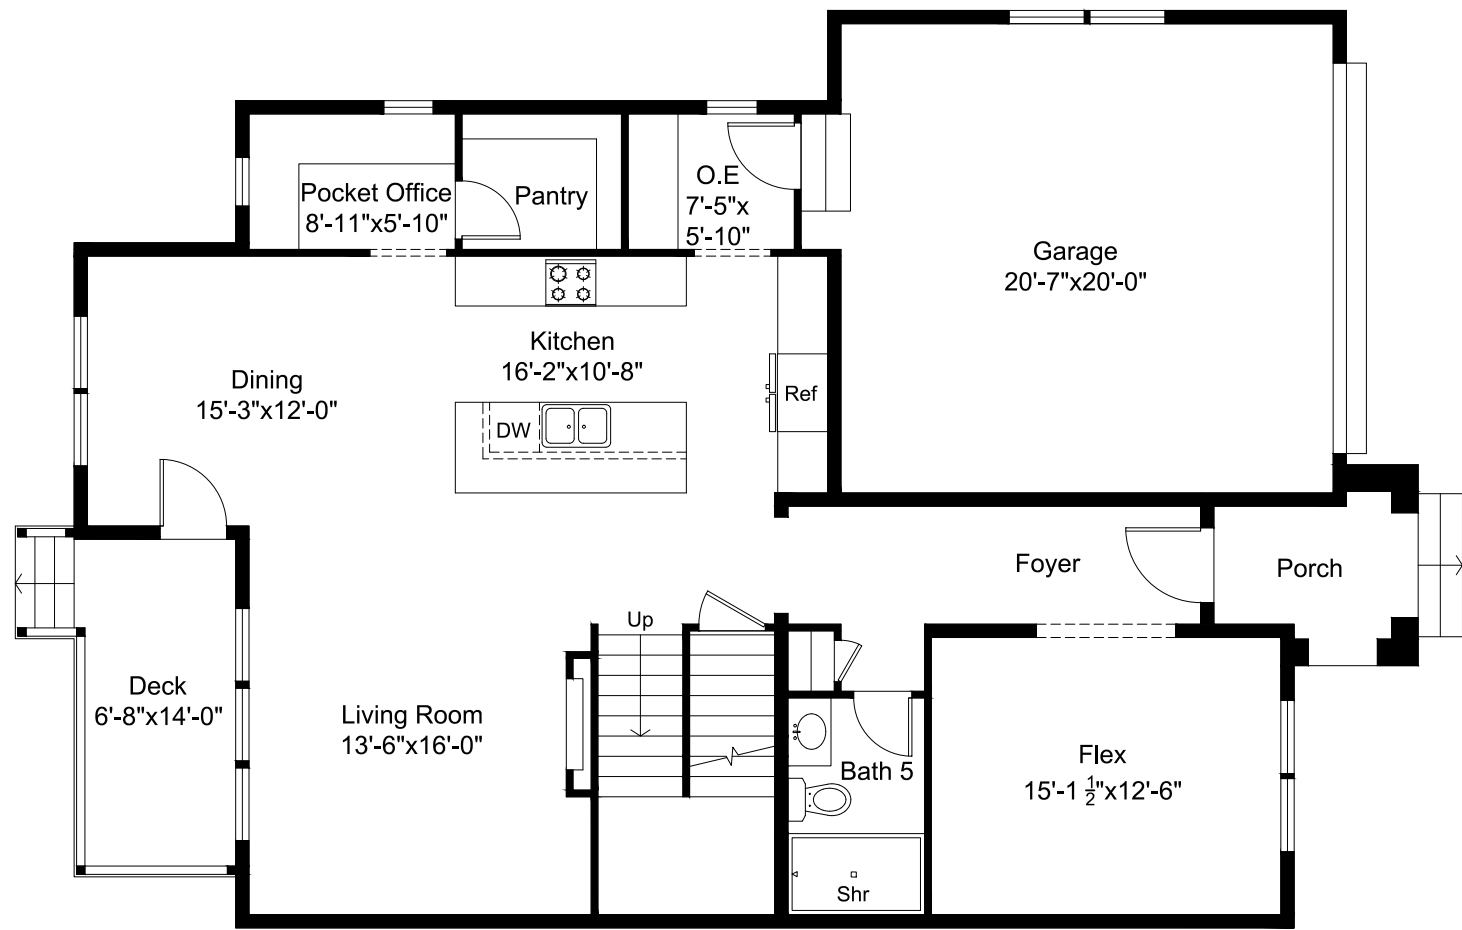 Pocket Office
8'-11"x5'-10"
Pantry
O.E
7'-5"x
5'-10"
Garage
20'-7"x20'-0"
Kitchen
16'-2"x10'-8"
Dining
15'-3"x12'-0"
Ref
DW
Foyer
Porch
Up
Deck
6'-8"x14'-0"
Living Room
13'-6"x16'-0"
Bath 5
Flex
15'-1 ½"x12'-6"
Shr